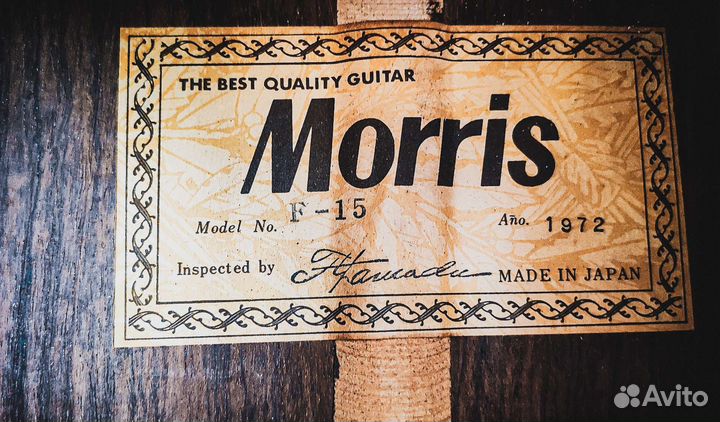 THE BEST QUALITY GUITAR
Morris
Model No. F-15
Año. 1972
Inspected by
MADE IN JAPAN
Avito